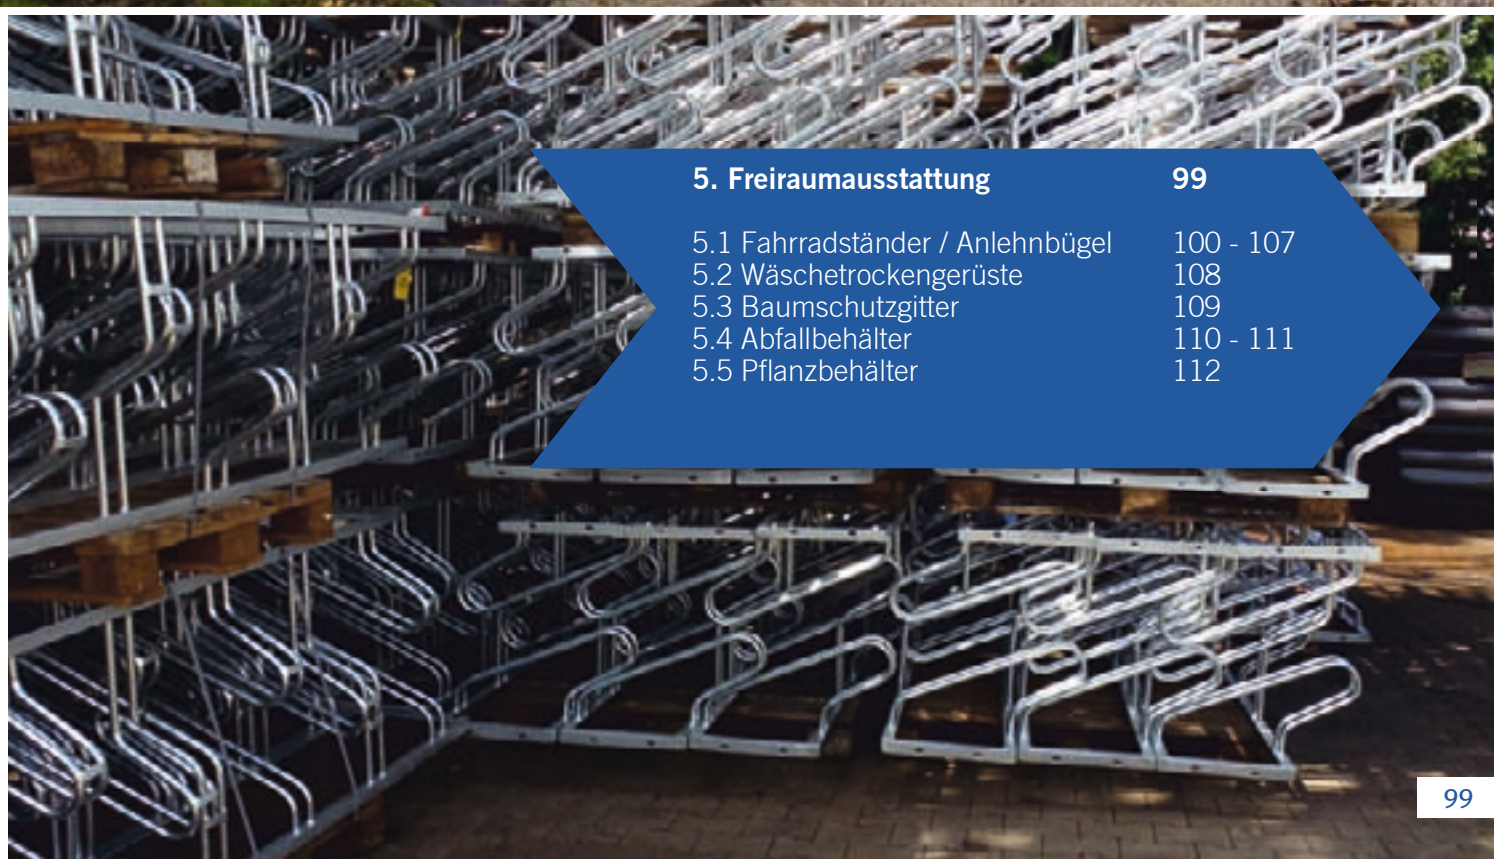 5. Freiraumausstattung 99
5.1 Fahrradständer / Anlehnbügel 100 - 107
5.2 Wäschetrockengerüste 108
5.3 Baumschutzgitter 109
5.4 Abfallbehälter 110 - 111
5.5 Pflanzbehälter 112
99